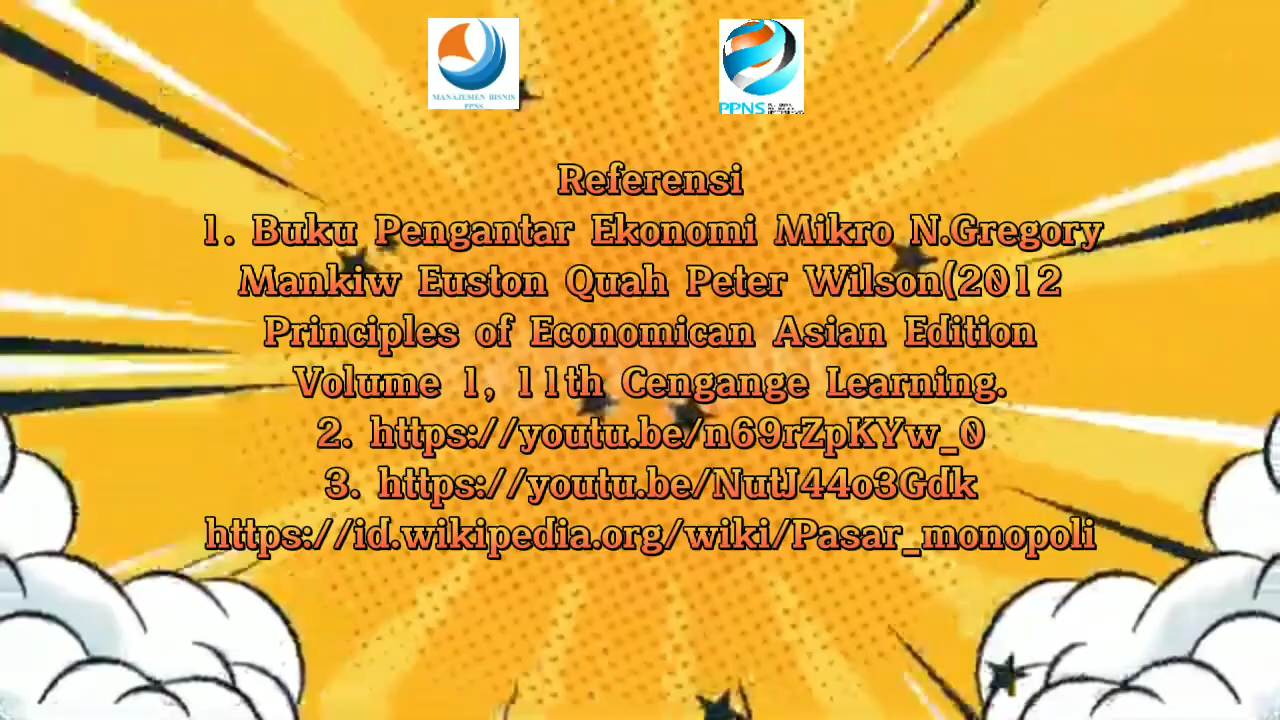 MANAJEMEN BISNIS
PPNS
PPNS
Referensi
1. Buku Pengantar Ekonomi Mikro N.Gregory
Mankiw Euston Quah Peter Wilson(2012
Principles of Economican Asian Edition
Volume 1, 11th Cengange Learning.
2. https://youtu.be/n69rZpKYw_0
3. https://youtu.be/NutJ44o3Gdk
https://id.wikipedia.org/wiki/Pasar_monopoli